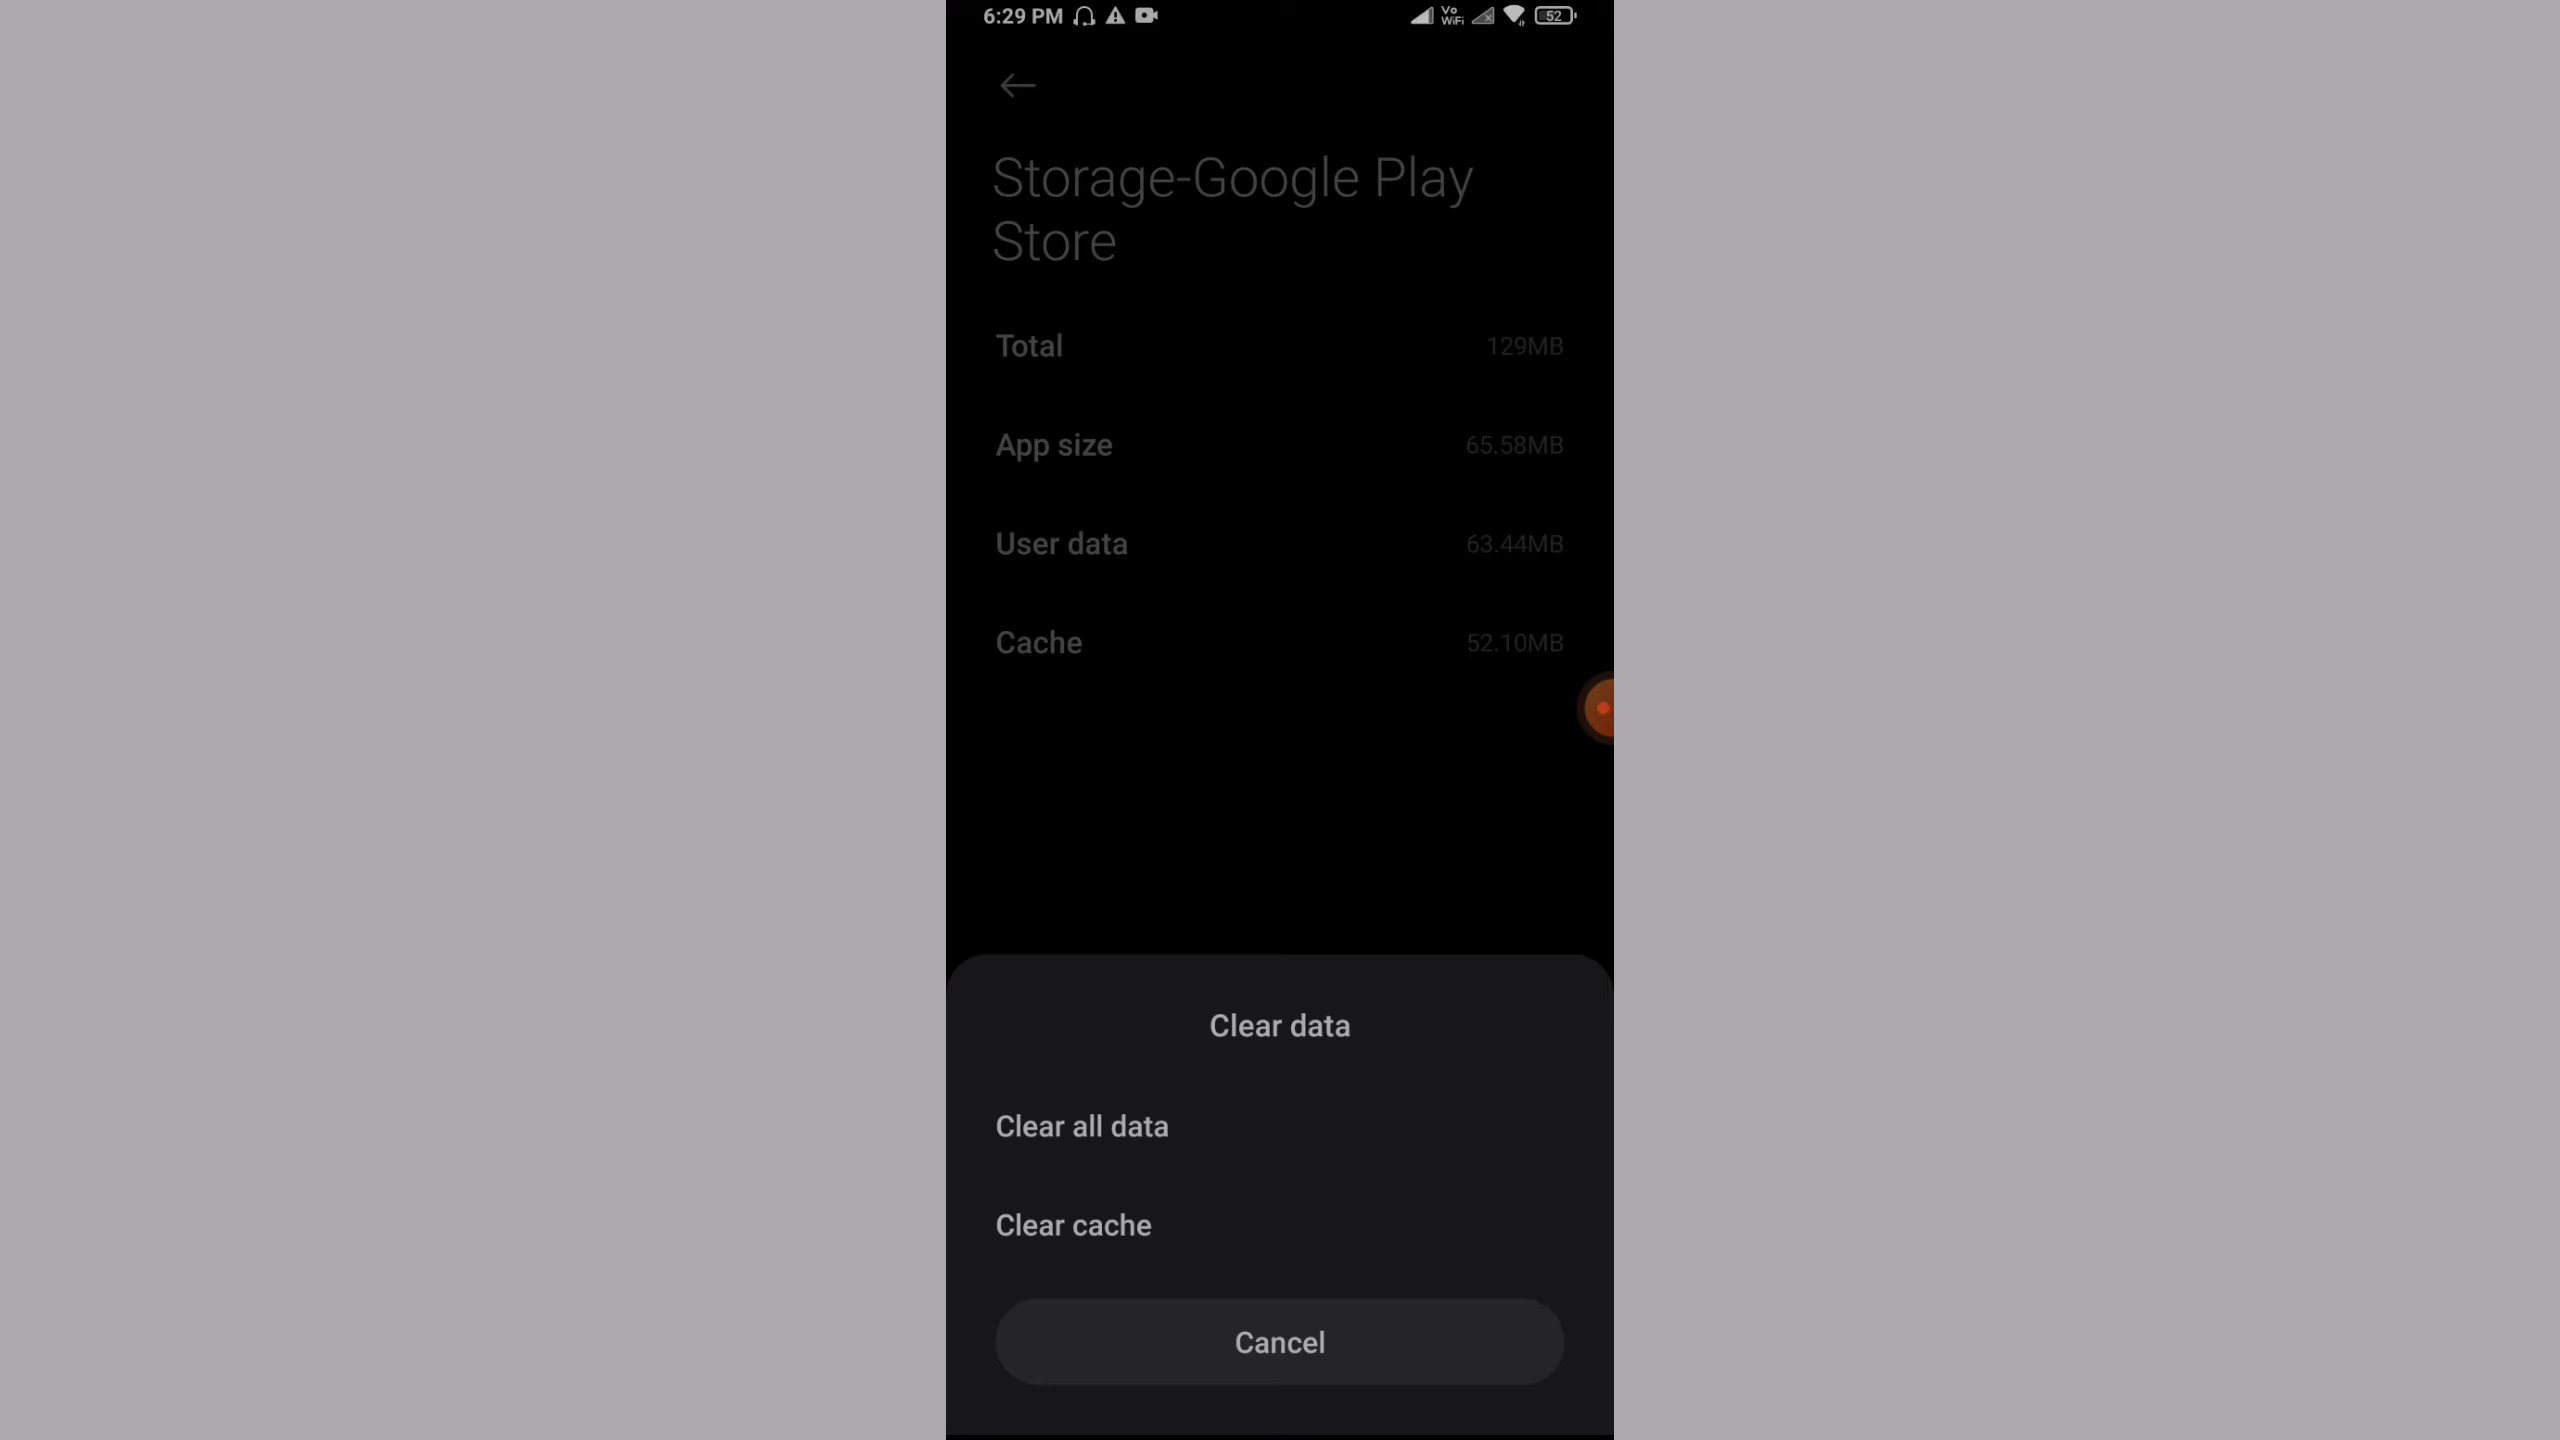 6:29 PM
Vo
WiFi
52
Storage-Google Play
Store
Total 129MB
App size 65.58MB
User data 63.44MB
Cache 52.10MB
Clear data
Clear all data
Clear cache
Cancel